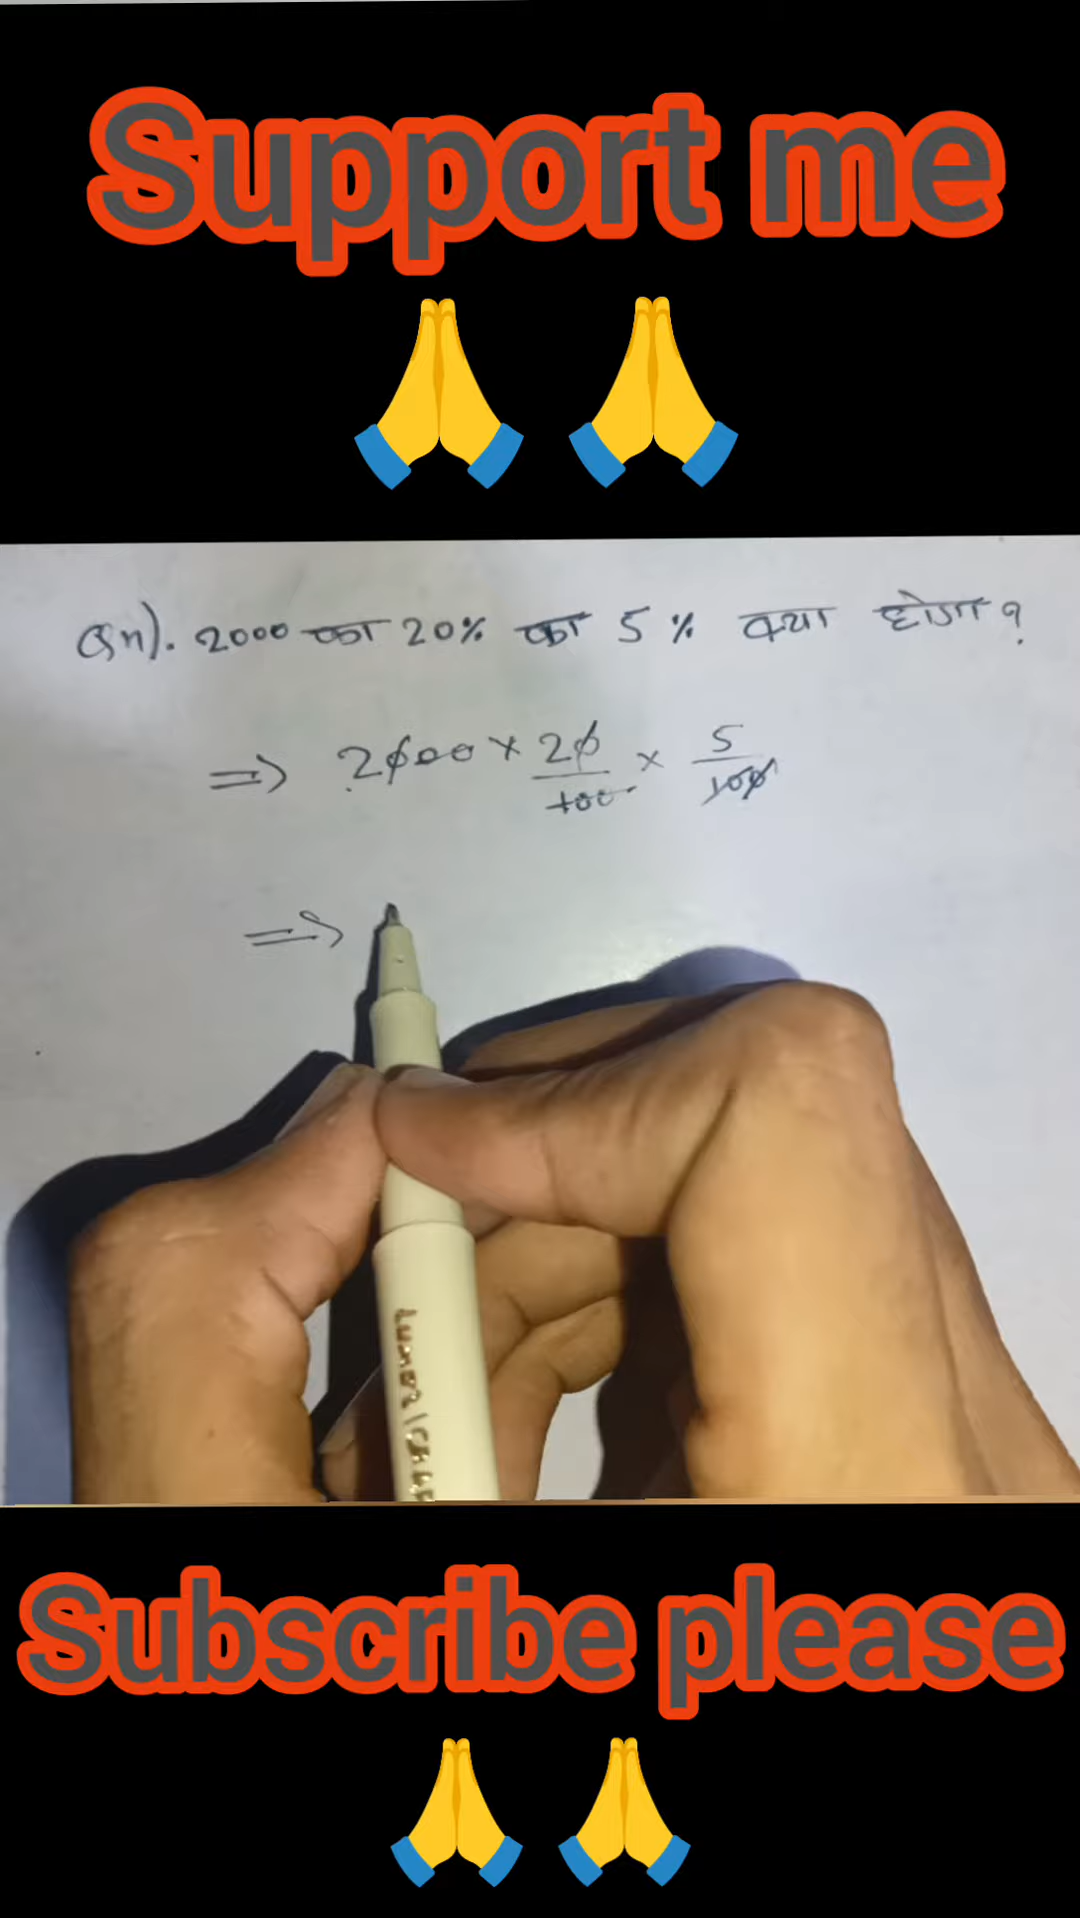 Support me
Qn). 2000 का 20% का 5% क्या होगा?
=> 2000 × 20/100 × 5/100
=>
Subscribe please